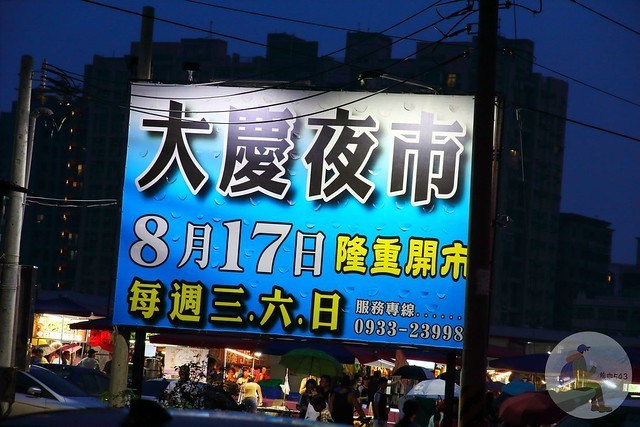 大慶夜市
8月17日隆重開市
每週三.六.日
服務專線......
0933-23998